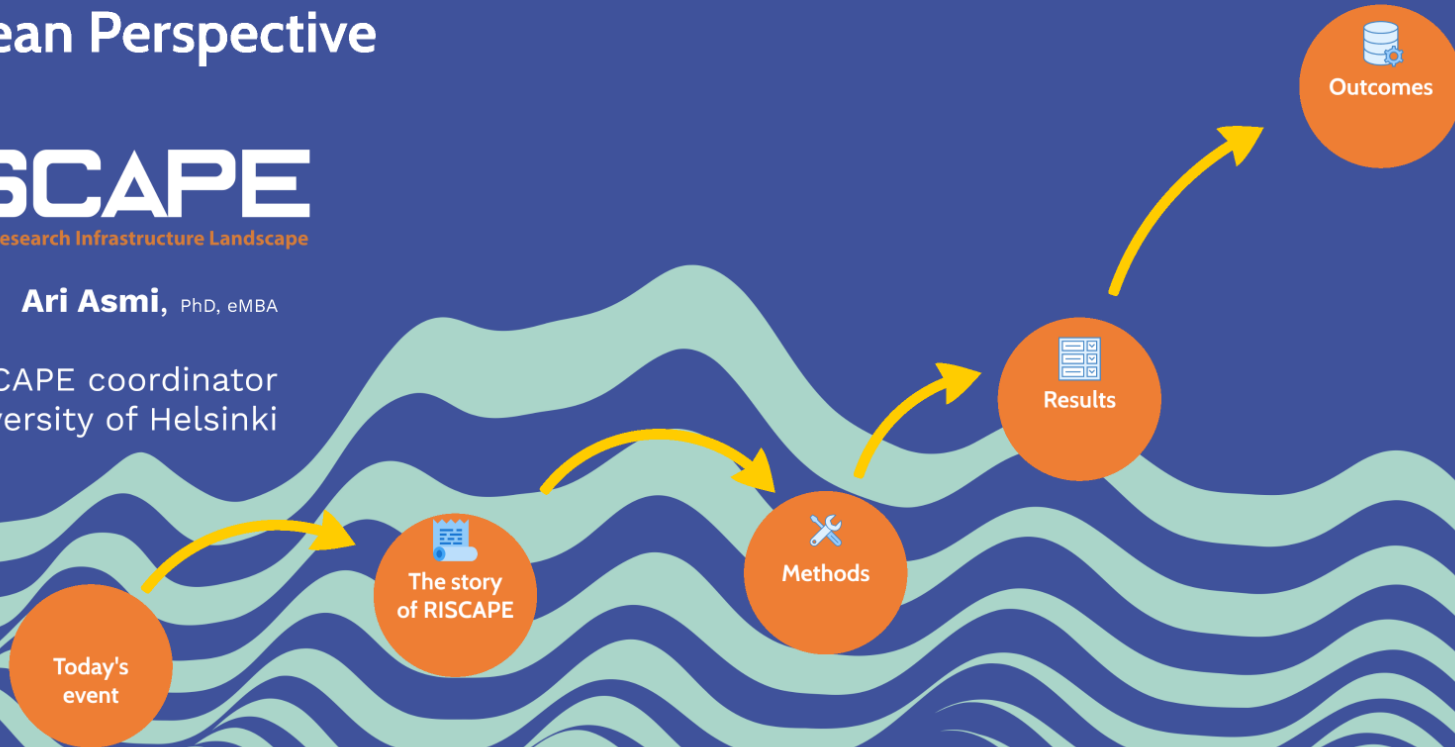 ean Perspective
SCAPE
esearch Infrastructure Landscape
Ari Asmi, PhD, eMBA
CAPE coordinator
versity of Helsinki
Today's
event
The story
of RISCAPE
Methods
Results
Outcomes